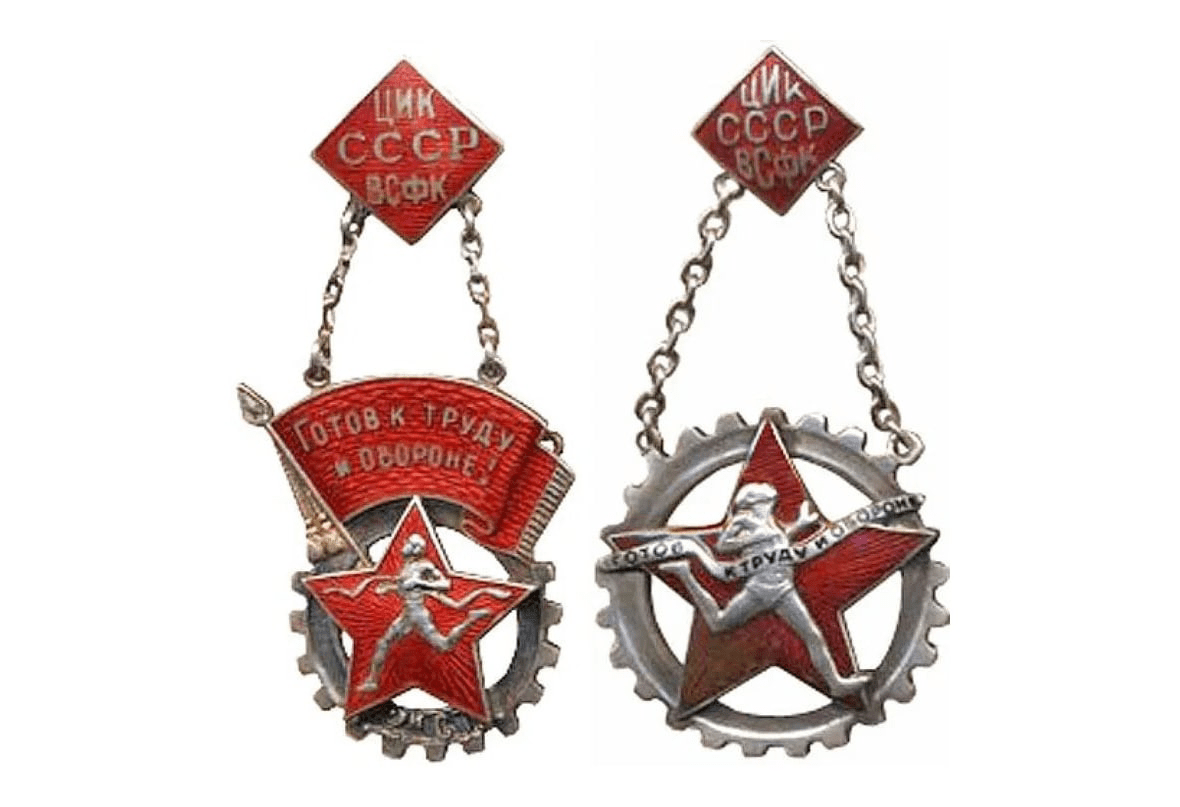 ЦИК
СССР
ВСФК
ГОТОВ К ТРУДУ
И ОБОРОНЕ!
ЦИК
СССР
ВСФК
ГОТОВ К ТРУДУ И ОБОРОНЕ